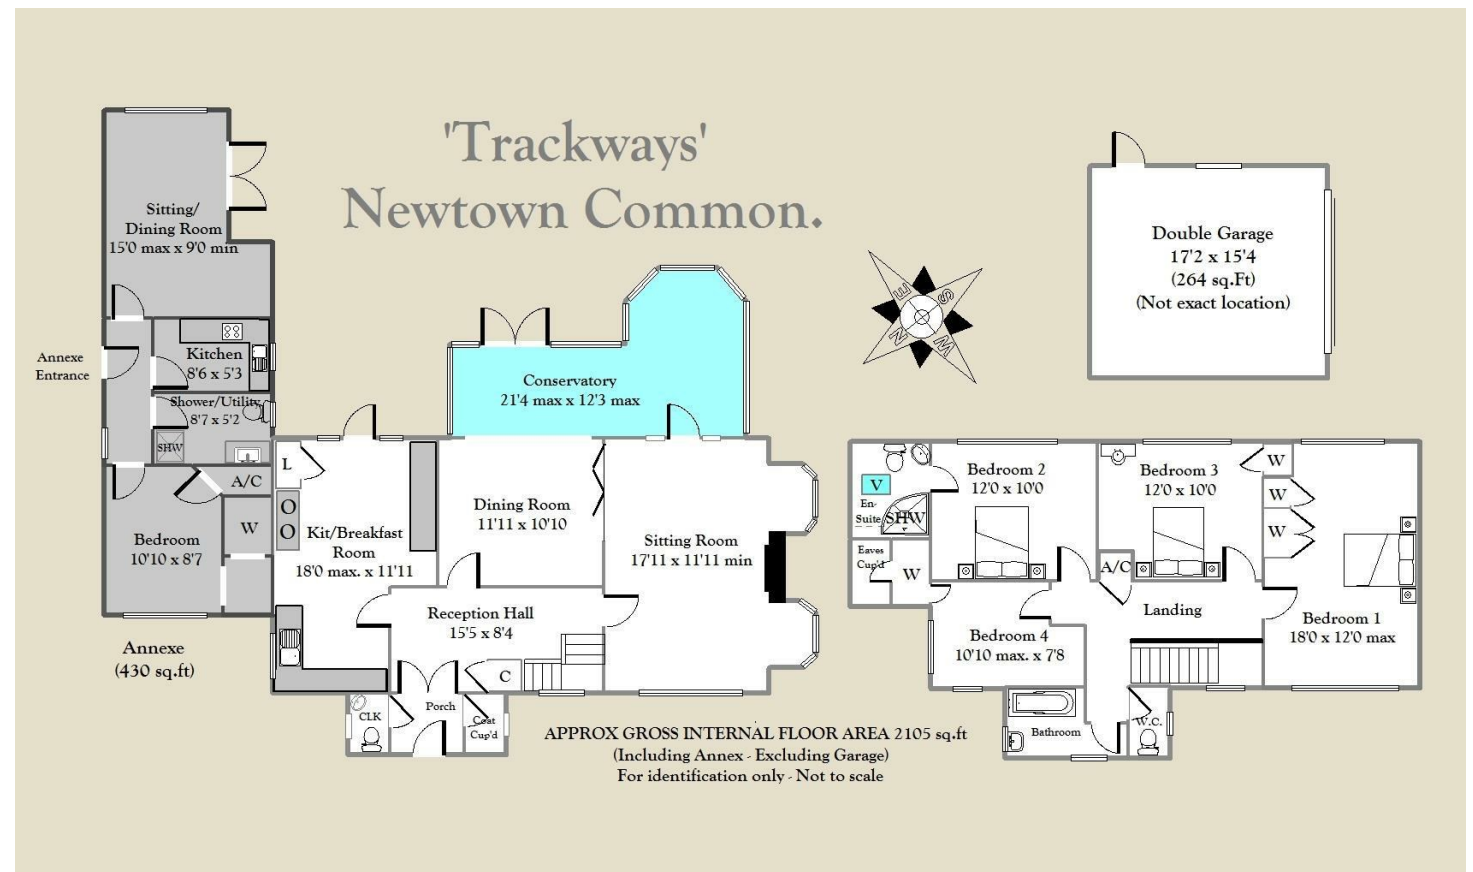 'Trackways'
Newtown Common.
Sitting/
Dining Room
15'0 max x 9'0 min
Annexe
Entrance
Kitchen
8'6 x 5'3
Shower/Utility
8'7 x 5'2
SHW
A/C
W
Bedroom
10'10 x 8'7
Annexe
(430 sq.ft)
L
Kit/Breakfast
Room
18'0 max. x 11'11
Conservatory
21'4 max x 12'3 max
Dining Room
11'11 x 10'10
Sitting Room
17'11 x 11'11 min
Reception Hall
15'5 x 8'4
C
CLK
Porch
Coat
Cup'd
E
S
N
W
Double Garage
17'2 x 15'4
(264 sq.Ft)
(Not exact location)
V
En-
Suite
SHW
Eaves
Cup'd
W
Bedroom 2
12'0 x 10'0
Bedroom 3
12'0 x 10'0
W
W
W
A/C
Landing
Bedroom 1
18'0 x 12'0 max
Bedroom 4
10'10 max. x 7'8
Bathroom
W.C.
APPROX GROSS INTERNAL FLOOR AREA 2105 sq.ft
(Including Annex - Excluding Garage)
For identification only - Not to scale